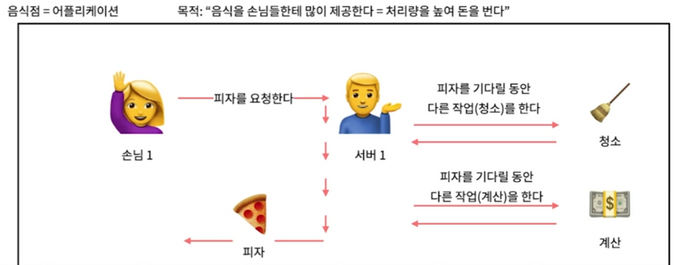 음식점 = 어플리케이션
목적: “음식을 손님들한테 많이 제공한다 = 처리량을 높여 돈을 번다”
피자를 요청한다
피자를 기다릴 동안
다른 작업(청소)를 한다
손님 1
서버 1
청소
피자를 기다릴 동안
다른 작업(계산)을 한다
$
피자
계산